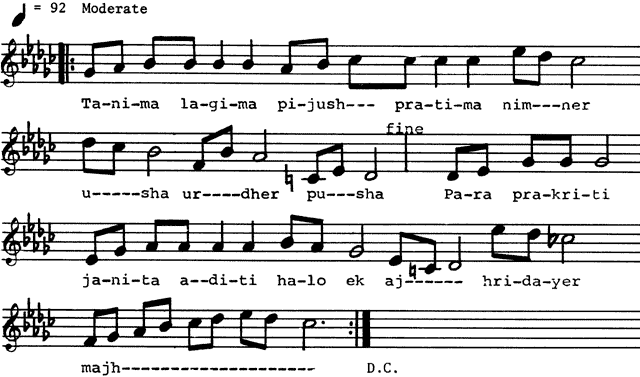 = 92 Moderate
Ta-ni-ma la-gi-ma pi-jush--- pra-ti-ma nim---ner
fine
u-----sha ur----dher pu---sha Pa-ra pra-kri-ti
ja-ni-ta a--di-ti ha-lo ek aj------ hri-da-yer
majh-------------------- D.C.